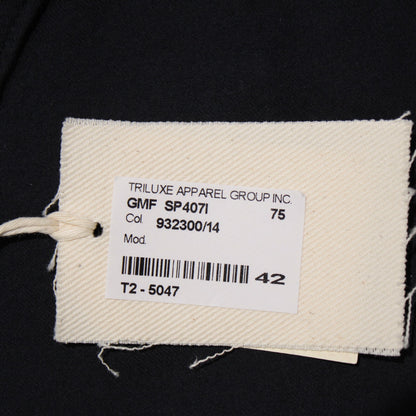 TRILUXE APPAREL GROUP INC.
GMF SP407I 75
Col. 932300/14
Mod.
42
T2 - 5047